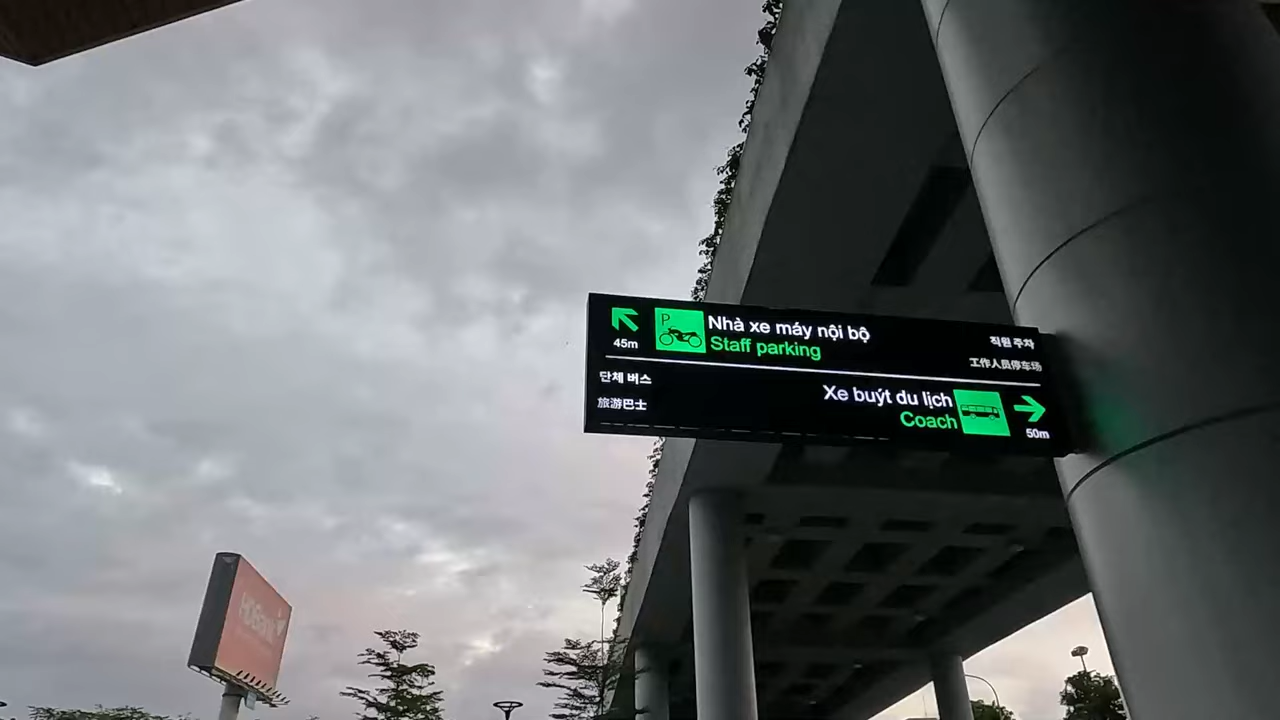 45m
P
Nhà xe máy nội bộ
Staff parking
직원 주차
工作人员停车场
단체 버스
旅游巴士
Xe buýt du lịch
Coach
50m
HDBank